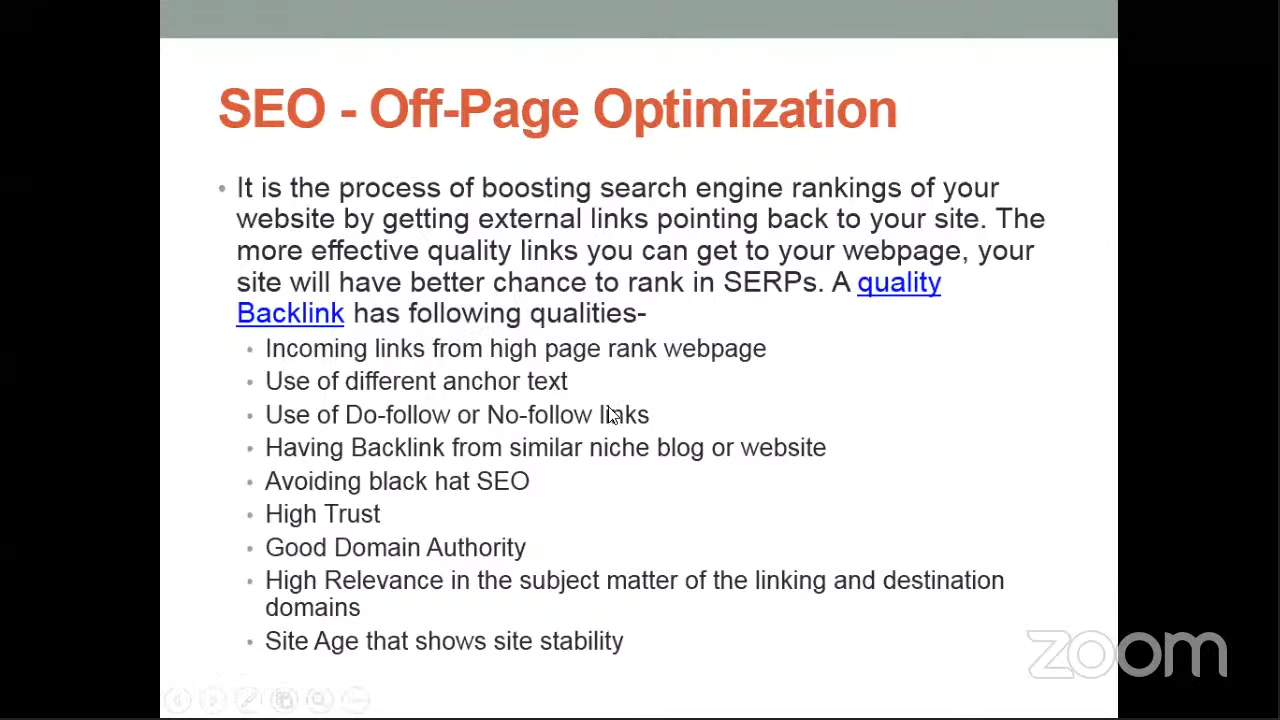 SEO - Off-Page Optimization
• It is the process of boosting search engine rankings of your
website by getting external links pointing back to your site. The
more effective quality links you can get to your webpage, your
site will have better chance to rank in SERPs. A quality
Backlink has following qualities-
• Incoming links from high page rank webpage
• Use of different anchor text
• Use of Do-follow or No-follow links
• Having Backlink from similar niche blog or website
• Avoiding black hat SEO
• High Trust
• Good Domain Authority
• High Relevance in the subject matter of the linking and destination
domains
• Site Age that shows site stability
zoom